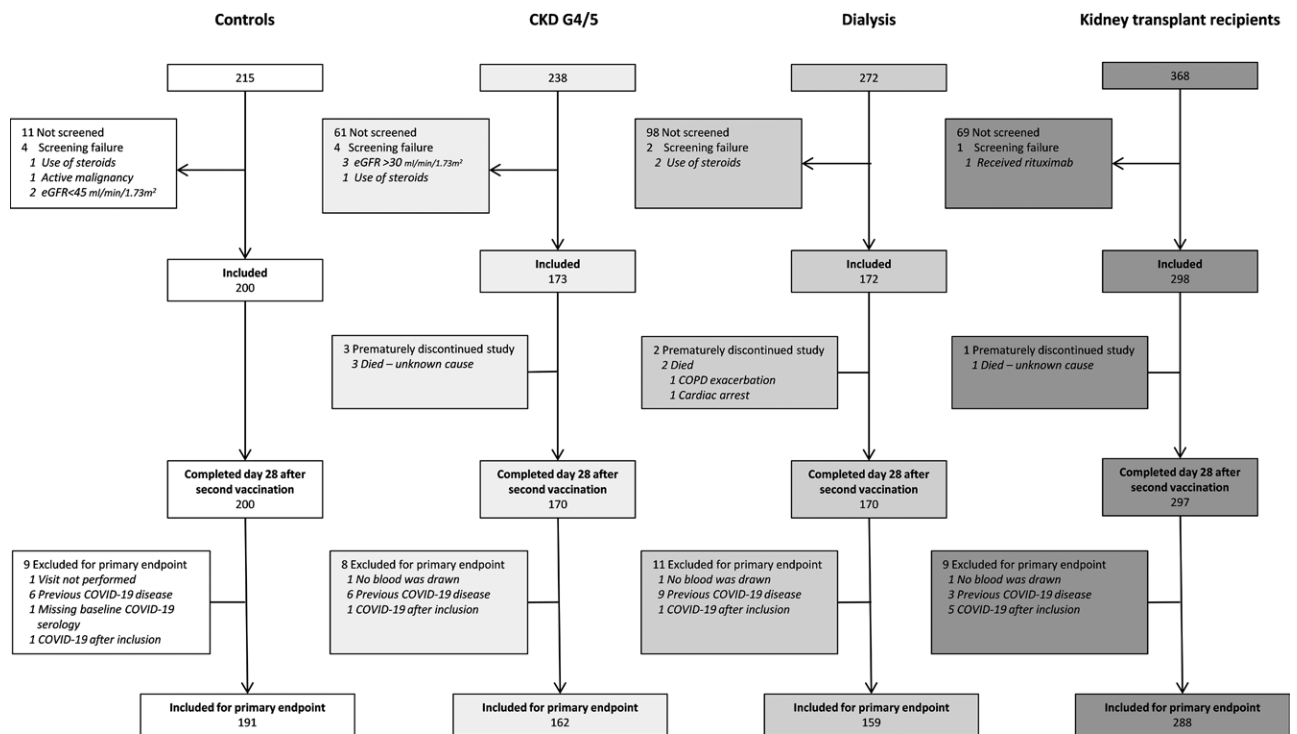 Controls
CKD G4/5
Dialysis
Kidney transplant recipients
215
238
272
368
11 Not screened
4 Screening failure
1 Use of steroids
1 Active malignancy
2 eGFR<45 ml/min/1.73m²
61 Not screened
4 Screening failure
3 eGFR >30 ml/min/1.73m²
1 Use of steroids
98 Not screened
2 Screening failure
2 Use of steroids
69 Not screened
1 Screening failure
1 Received rituximab
Included
200
Included
173
Included
172
Included
298
3 Prematurely discontinued study
3 Died – unknown cause
2 Prematurely discontinued study
2 Died
1 COPD exacerbation
1 Cardiac arrest
1 Prematurely discontinued study
1 Died – unknown cause
Completed day 28 after
second vaccination
200
Completed day 28 after
second vaccination
170
Completed day 28 after
second vaccination
170
Completed day 28 after
second vaccination
297
9 Excluded for primary endpoint
1 Visit not performed
6 Previous COVID-19 disease
1 Missing baseline COVID-19
serology
1 COVID-19 after inclusion
8 Excluded for primary endpoint
1 No blood was drawn
6 Previous COVID-19 disease
1 COVID-19 after inclusion
11 Excluded for primary endpoint
1 No blood was drawn
9 Previous COVID-19 disease
1 COVID-19 after inclusion
9 Excluded for primary endpoint
1 No blood was drawn
3 Previous COVID-19 disease
5 COVID-19 after inclusion
Included for primary endpoint
191
Included for primary endpoint
162
Included for primary endpoint
159
Included for primary endpoint
288